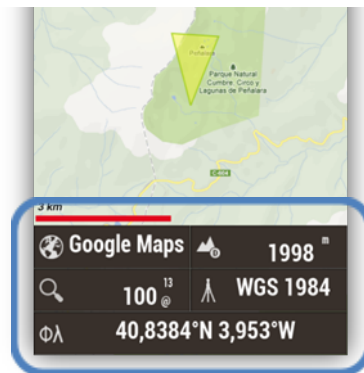 Peñalara
Parque Natural
Cumbre, Circo y
Lagunas de Peñalara
C-604
3 km
Google Maps
1998 m
100 13 @
WGS 1984
Φλ 40,8384°N 3,953°W